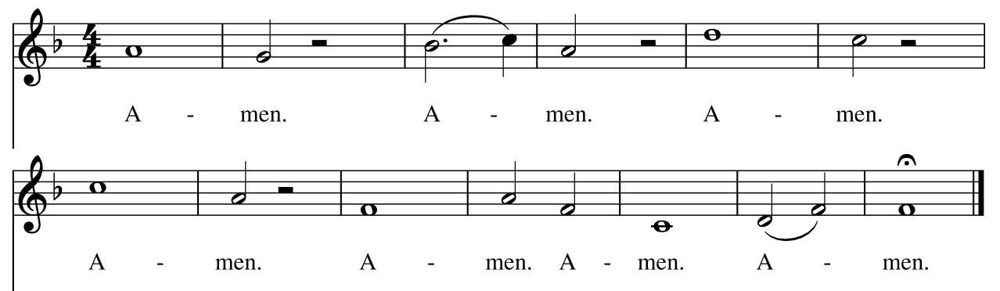 A - men. A - men. A - men.
A - men. A - men. A - men. A - men.